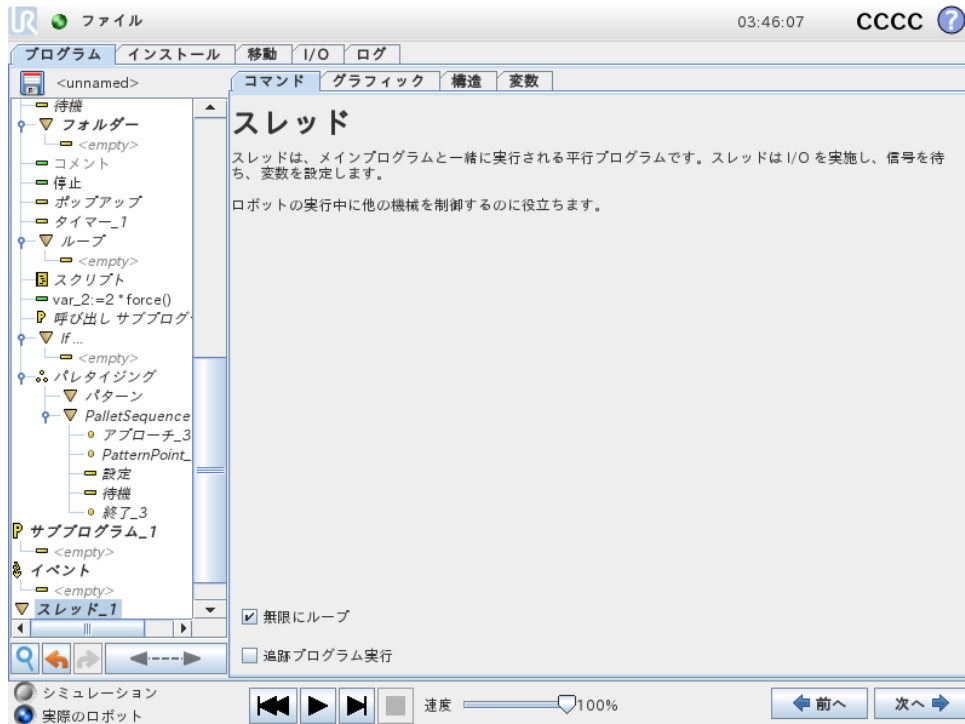 UR ファイル 03:46:07 CCCC ?
プログラム インストール 移動 I/O ログ
<unnamed>
コマンド グラフィック 構造 変数
待機
フォルダー
<empty>
コメント
停止
ポップアップ
タイマー_1
ループ
<empty>
スクリプト
var_2:=2 * force()
呼び出し サブプログ
If ...
<empty>
パレタイジング
パターン
PalletSequence
アプローチ_3
PatternPoint_
設定
待機
終了_3
P サブプログラム_1
<empty>
イベント
<empty>
スレッド_1
スレッド
スレッドは、メインプログラムと一緒に実行される平行プログラムです。スレッドは I/O を実施し、信号を待
ち、変数を設定します。
ロボットの実行中に他の機械を制御するのに役立ちます。
無限にループ
追跡プログラム実行
シミュレーション
実際のロボット
速度 100%
前へ 次へ